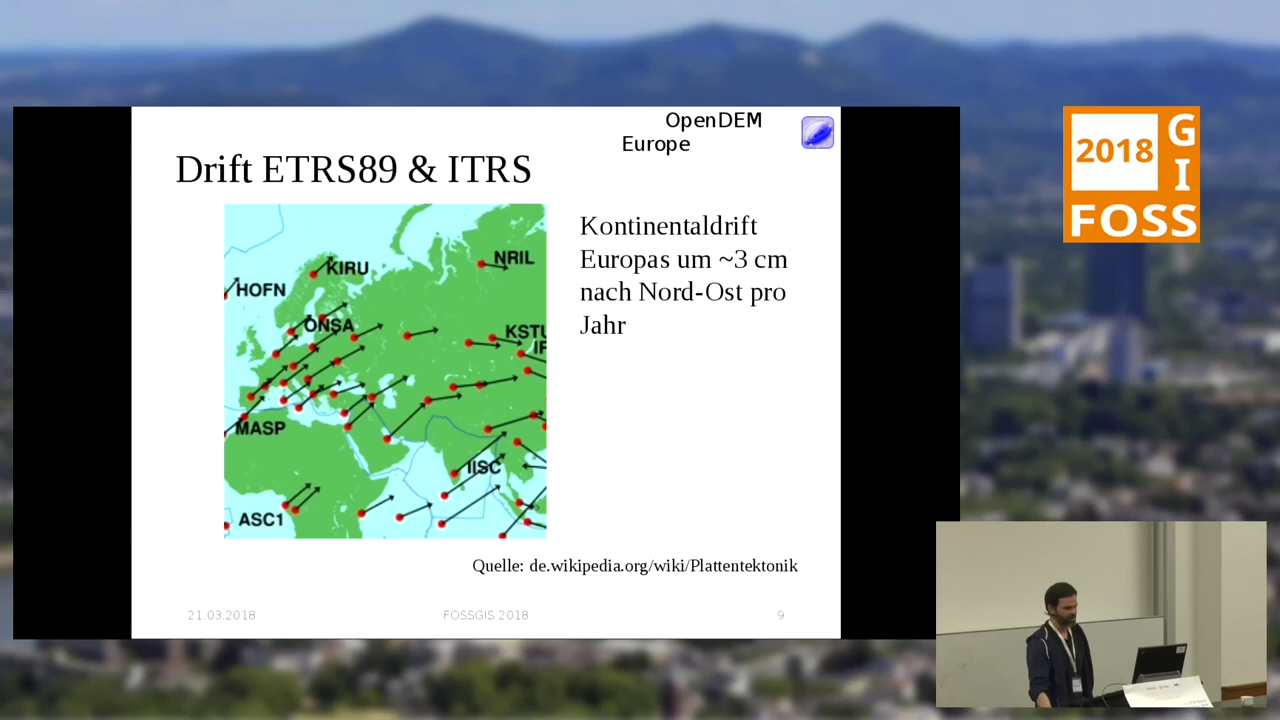 OpenDEM
Europe
Drift ETRS89 & ITRS
Kontinentaldrift
Europas um ~3 cm
nach Nord-Ost pro
Jahr
KIRU
NRIL
HOFN
ONSA
KSTU
MASP
IISC
ASC1
Quelle: de.wikipedia.org/wiki/Plattentektonik
21.03.2018
FOSSGIS 2018
9
2018
GI
FOSS